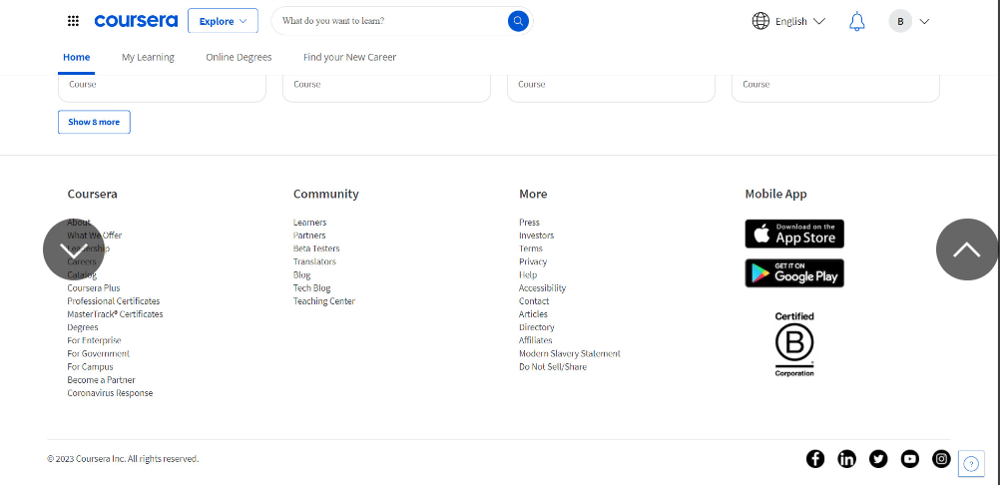 coursera Explore What do you want to learn? English B
Home My Learning Online Degrees Find your New Career
Course Course Course Course
Show 8 more
Coursera
About
What We Offer
Leadership
Careers
Catalog
Coursera Plus
Professional Certificates
MasterTrack® Certificates
Degrees
For Enterprise
For Government
For Campus
Become a Partner
Coronavirus Response
Community
Learners
Partners
Beta Testers
Translators
Blog
Tech Blog
Teaching Center
More
Press
Investors
Terms
Privacy
Help
Accessibility
Contact
Articles
Directory
Affiliates
Modern Slavery Statement
Do Not Sell/Share
Mobile App
Download on the
App Store
GET IT ON
Google Play
Certified
B
Corporation
© 2023 Coursera Inc. All rights reserved.
?